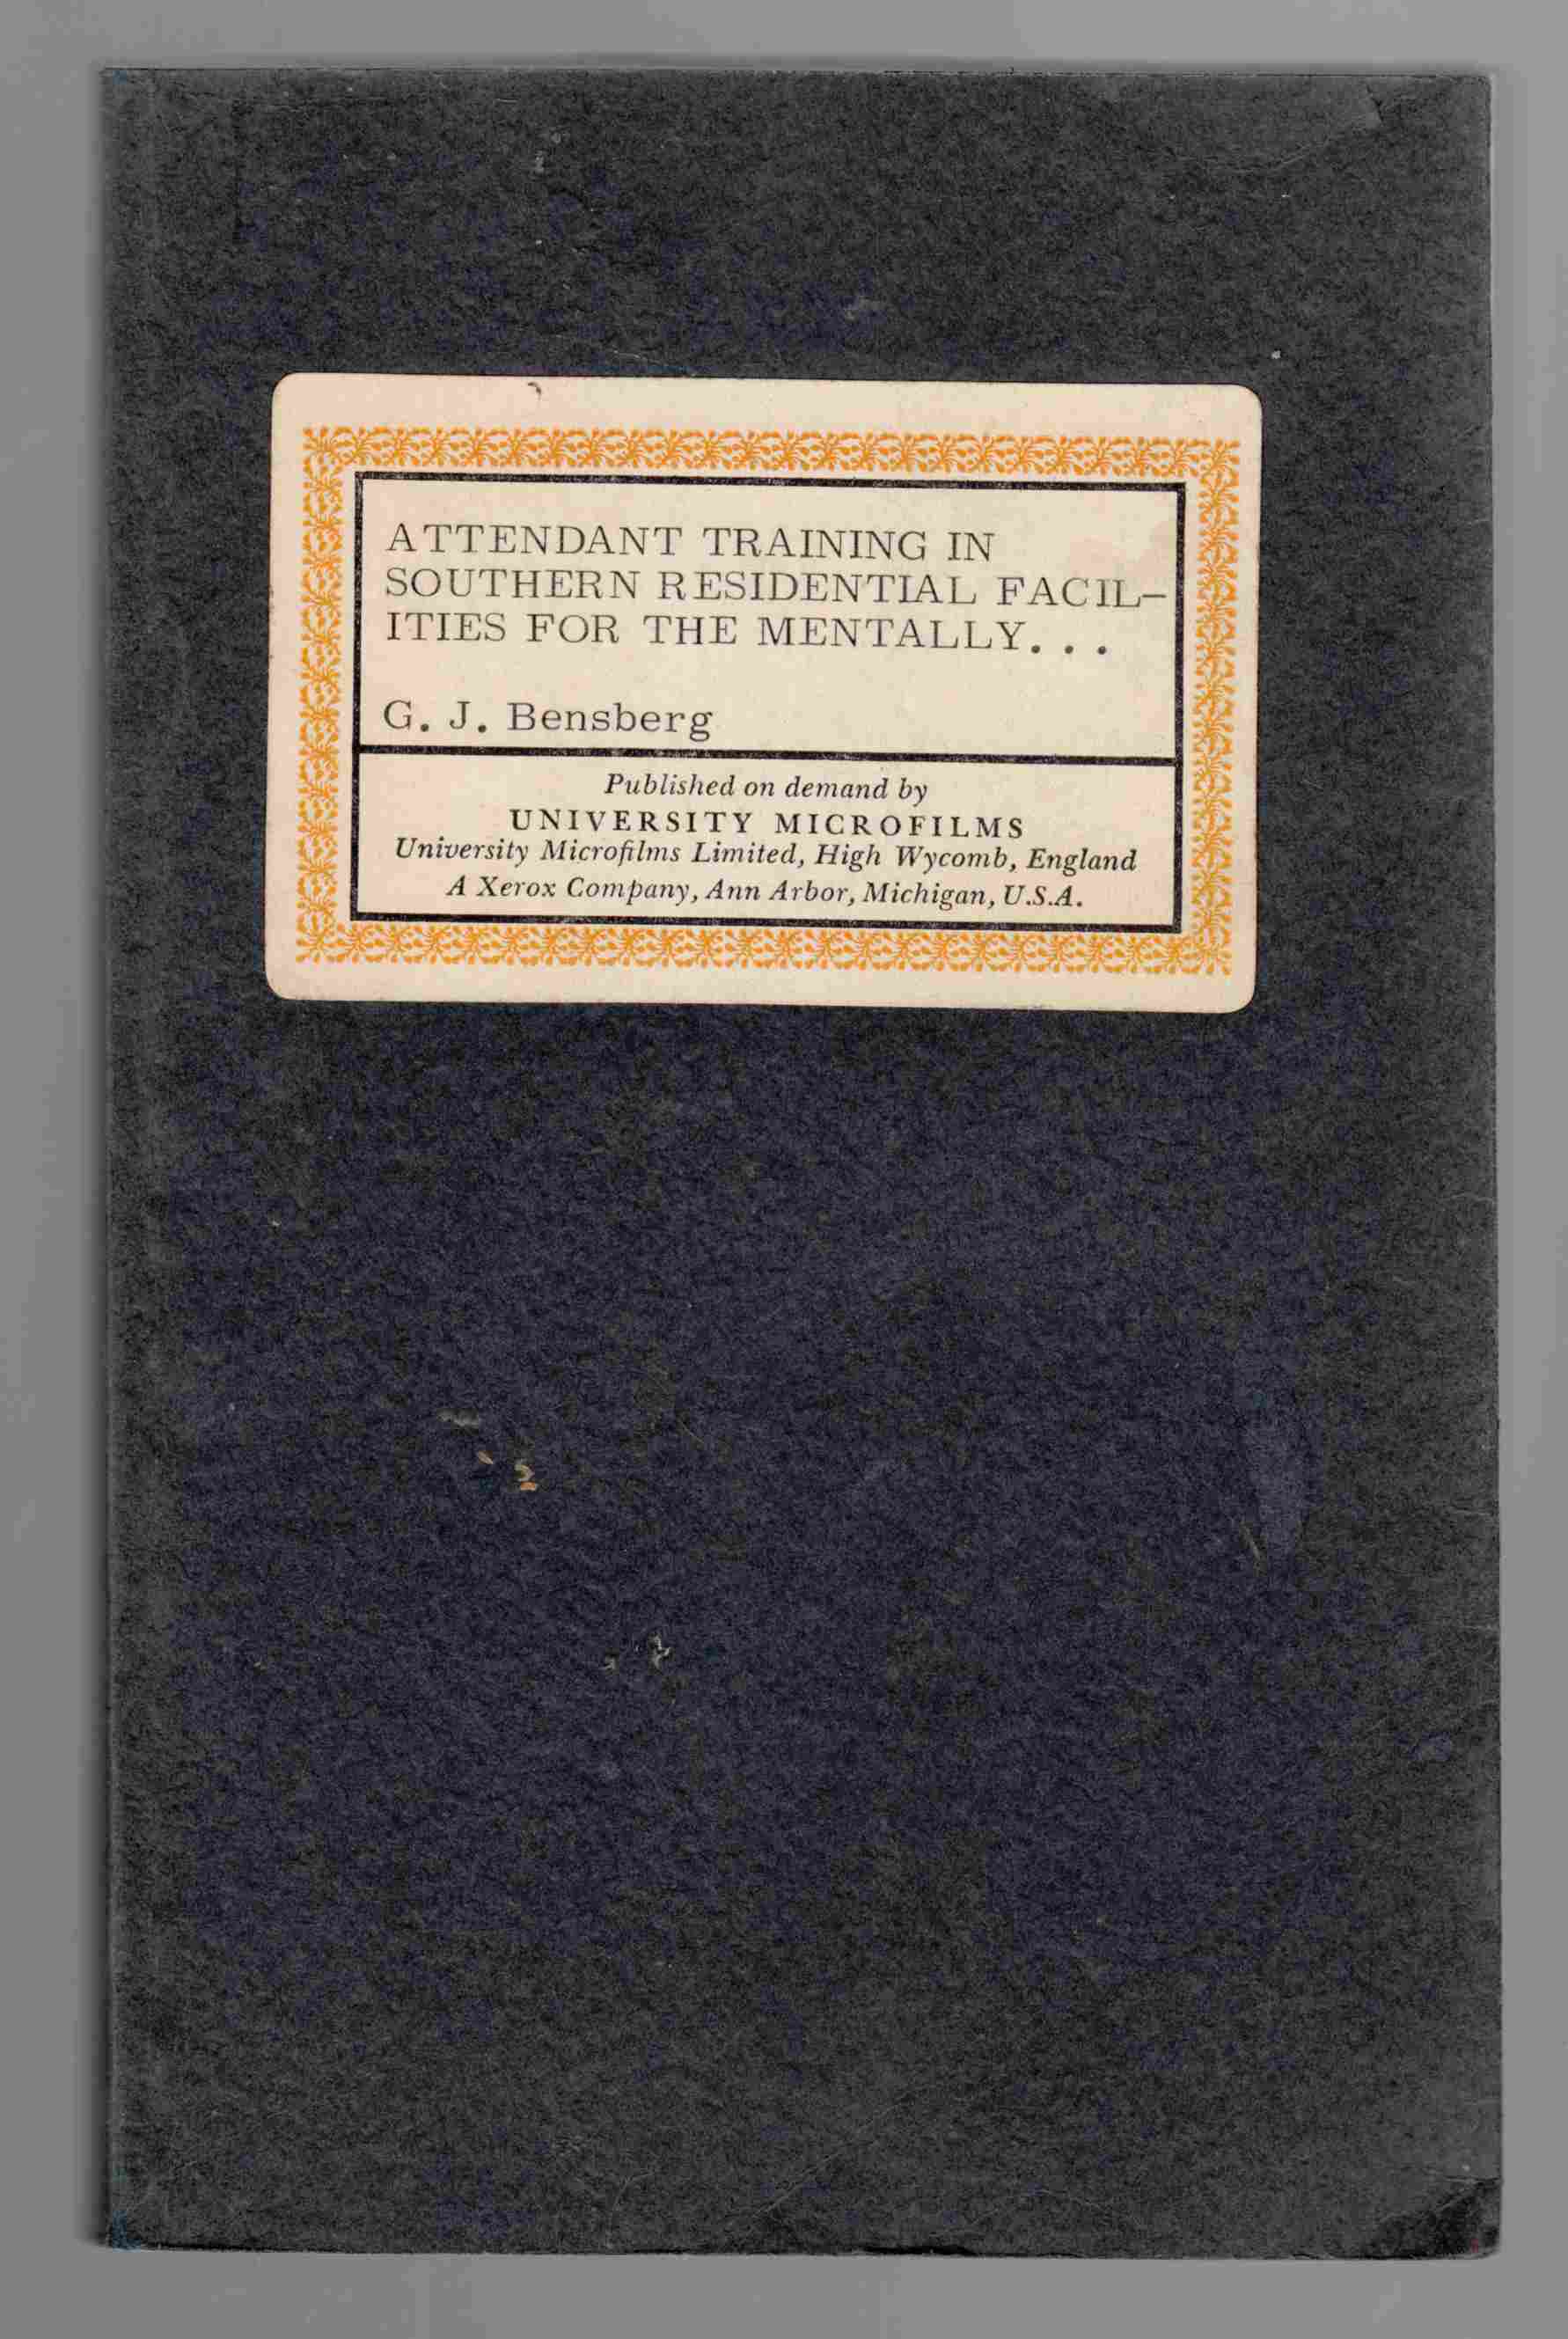 ATTENDANT TRAINING IN
SOUTHERN RESIDENTIAL FACIL-
ITIES FOR THE MENTALLY. . .
G. J. Bensberg
Published on demand by
UNIVERSITY MICROFILMS
University Microfilms Limited, High Wycomb, England
A Xerox Company, Ann Arbor, Michigan, U.S.A.